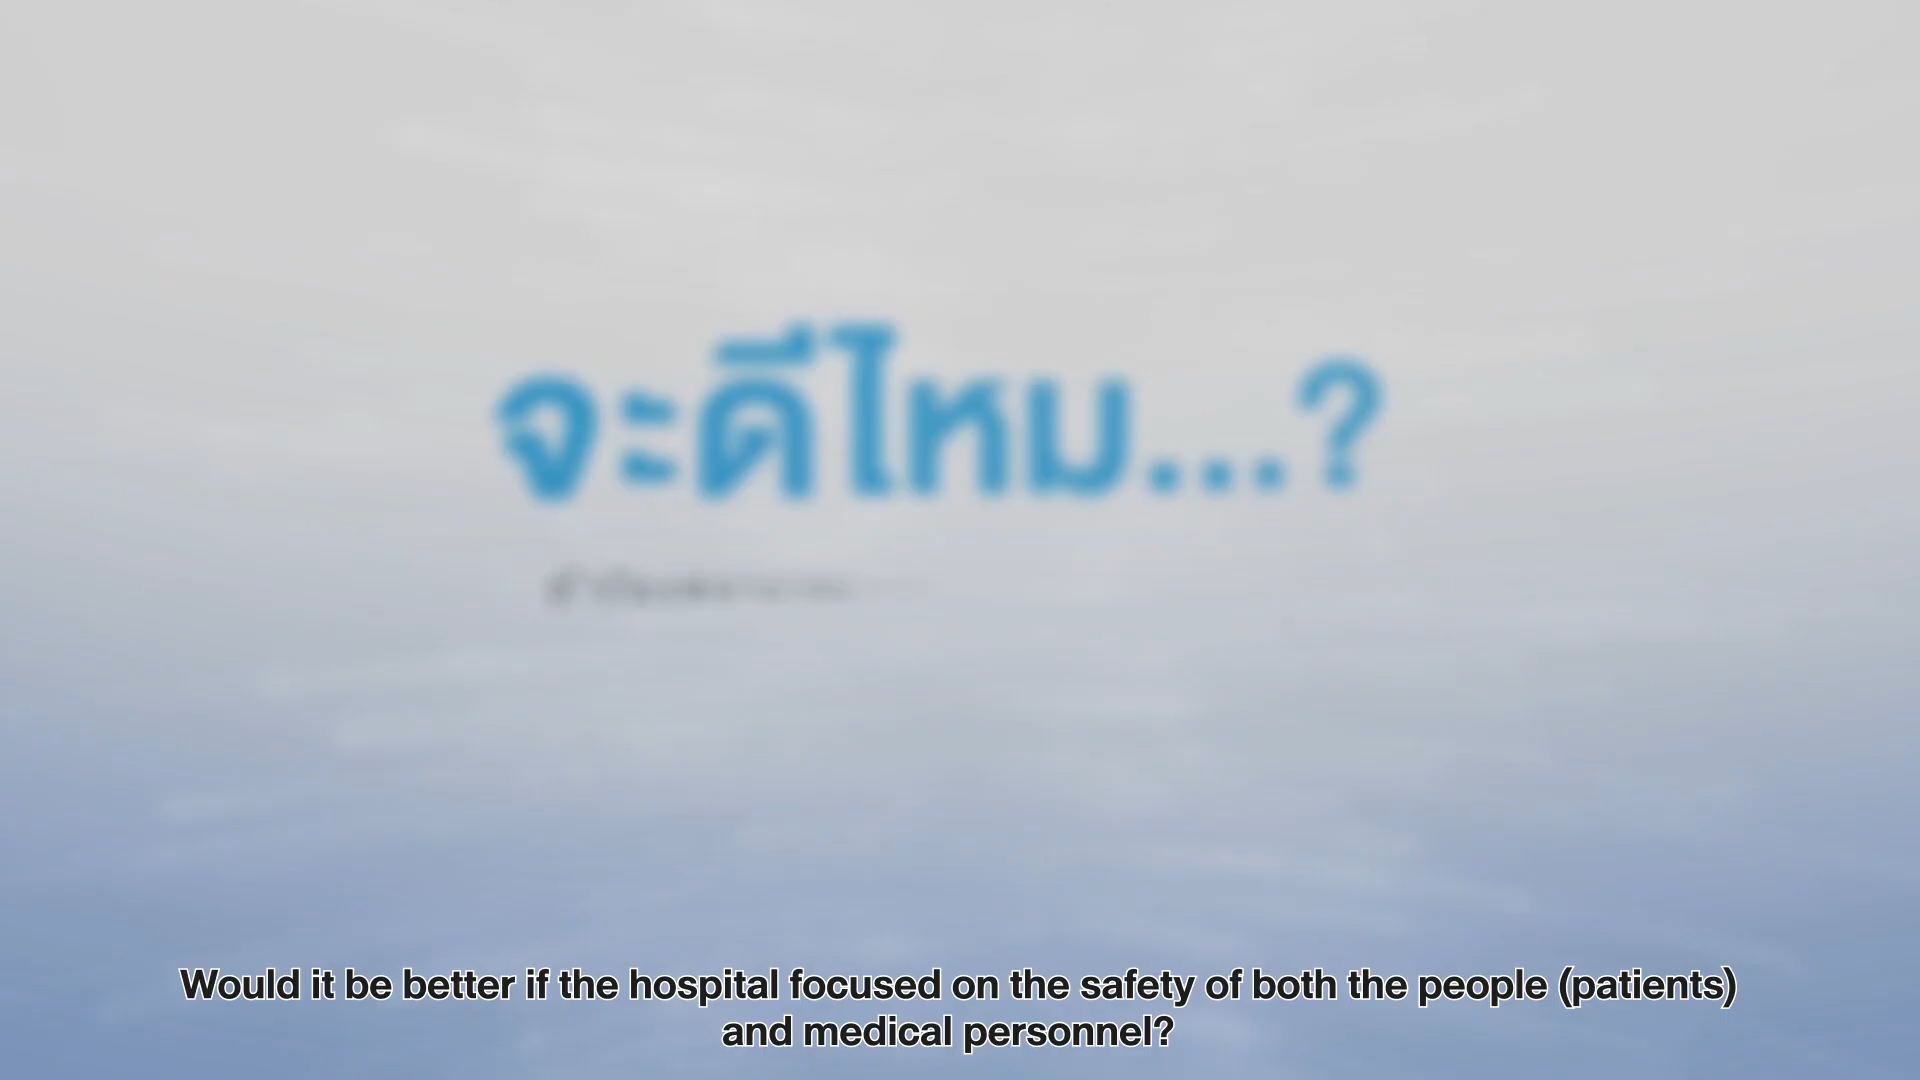 จะดีไหม...?
Would it be better if the hospital focused on the safety of both the people (patients)
and medical personnel?